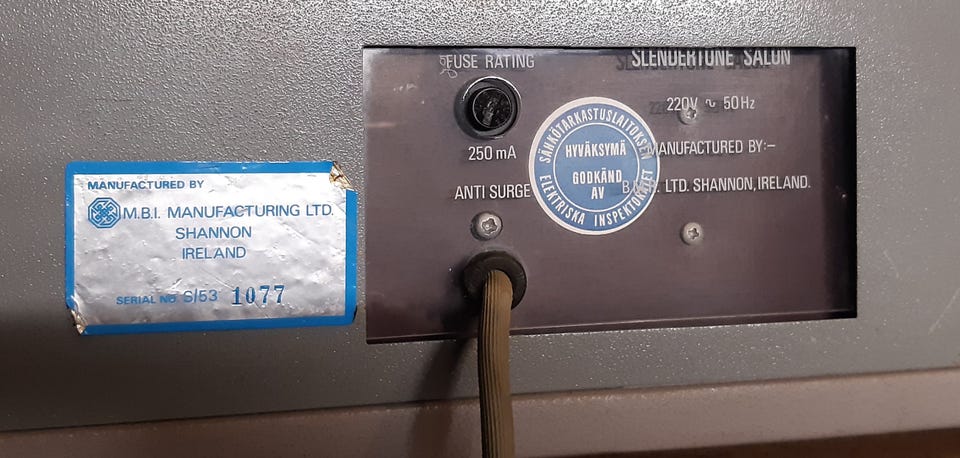 MANUFACTURED BY
M.B.I. MANUFACTURING LTD.
SHANNON
IRELAND
SERIAL NO. S/53 1077
FUSE RATING
250 mA
ANTI SURGE
SLENDERTONE SALON
220V ~ 50Hz
MANUFACTURED BY:–
LTD. SHANNON, IRELAND.
SÄHKÖTARKASTUSLAITOKSEN
HYVÄKSYMÄ
GODKÄND
AV
ELEKTRISKA INSPEKTORATET